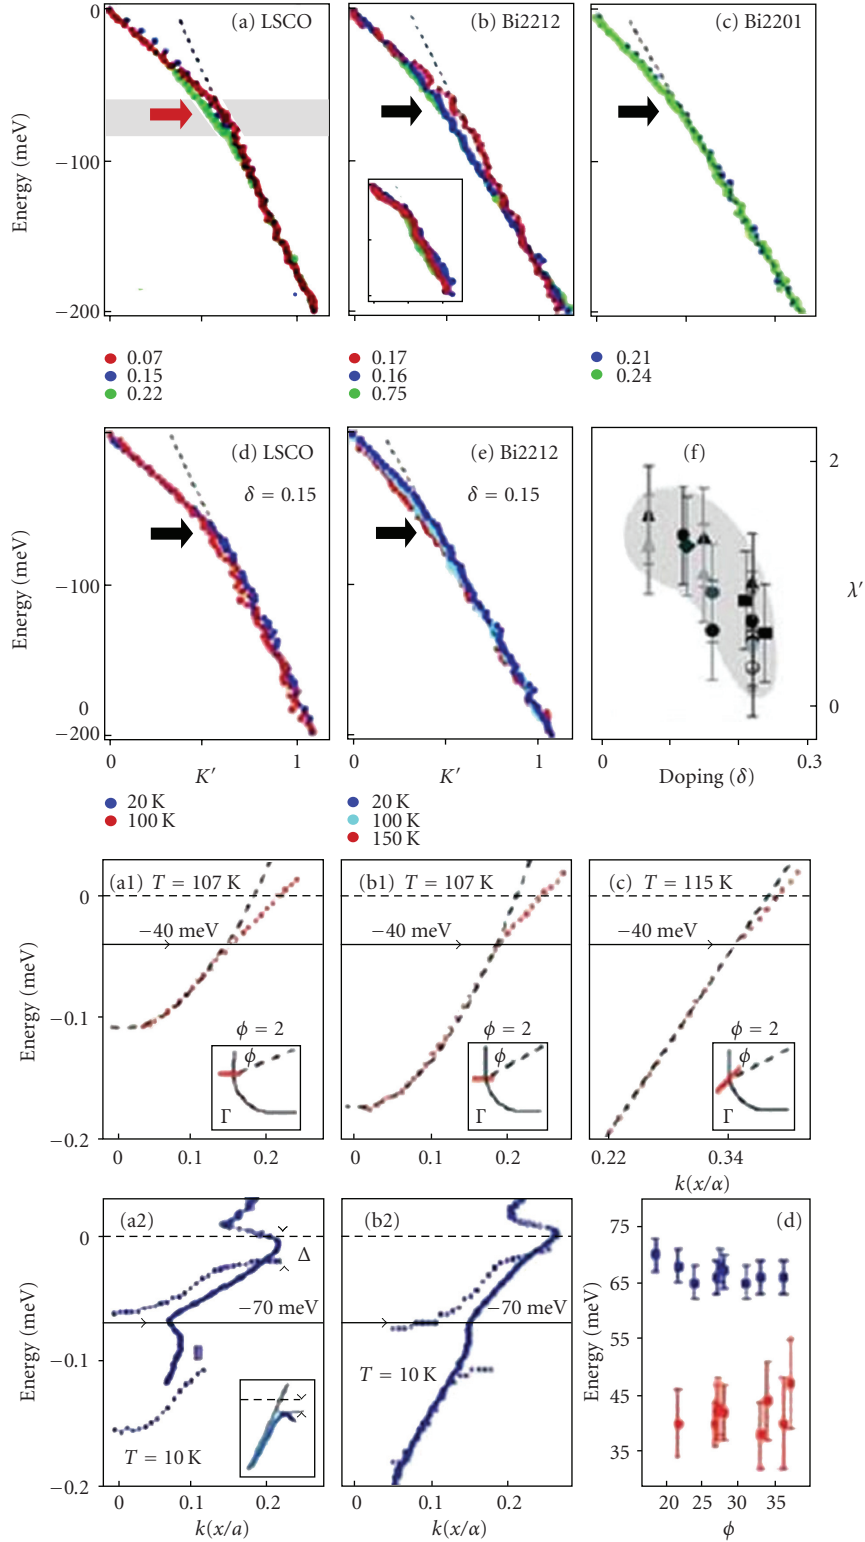 (a) LSCO
(b) Bi2212
(c) Bi2201
Energy (meV)
0
−100
−200
0.07
0.15
0.22
0.17
0.16
0.75
0.21
0.24
(d) LSCO
δ = 0.15
(e) Bi2212
δ = 0.15
(f)
Energy (meV)
−100
0
−200
2
λ′
0
0
1
K′
0
1
K′
0
0.3
Doping (δ)
20 K
100 K
20 K
100 K
150 K
(a1) T = 107 K
(b1) T = 107 K
(c) T = 115 K
−40 meV
−40 meV
−40 meV
Energy (meV)
0
−0.1
−0.2
ϕ = 2
ϕ
Γ
ϕ = 2
ϕ
Γ
ϕ = 2
ϕ
Γ
0
0.1
0.2
0
0.1
0.2
0.22
0.34
k(x/α)
(a2)
(b2)
(d)
Energy (meV)
0
−0.1
−0.2
Δ
−70 meV
T = 10 K
−70 meV
T = 10 K
Energy (meV)
75
65
55
45
35
0
0.1
0.2
k(x/a)
0
0.1
0.2
k(x/α)
20
25
30
35
ϕ